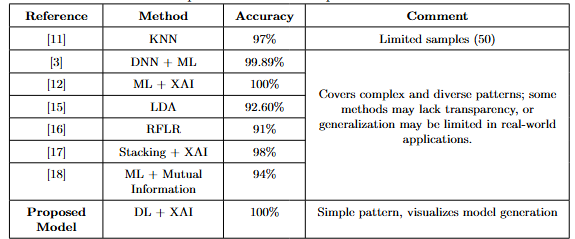 Reference Method Accuracy Comment
[11] KNN 97% Limited samples (50)
[3] DNN + ML 99.89%
[12] ML + XAI 100%
[15] LDA 92.60%
[16] RFLR 91%
[17] Stacking + XAI 98%
[18] ML + Mutual Information 94%
Covers complex and diverse patterns; some
methods may lack transparency, or
generalization may be limited in real-world
applications.
Proposed Model DL + XAI 100% Simple pattern, visualizes model generation